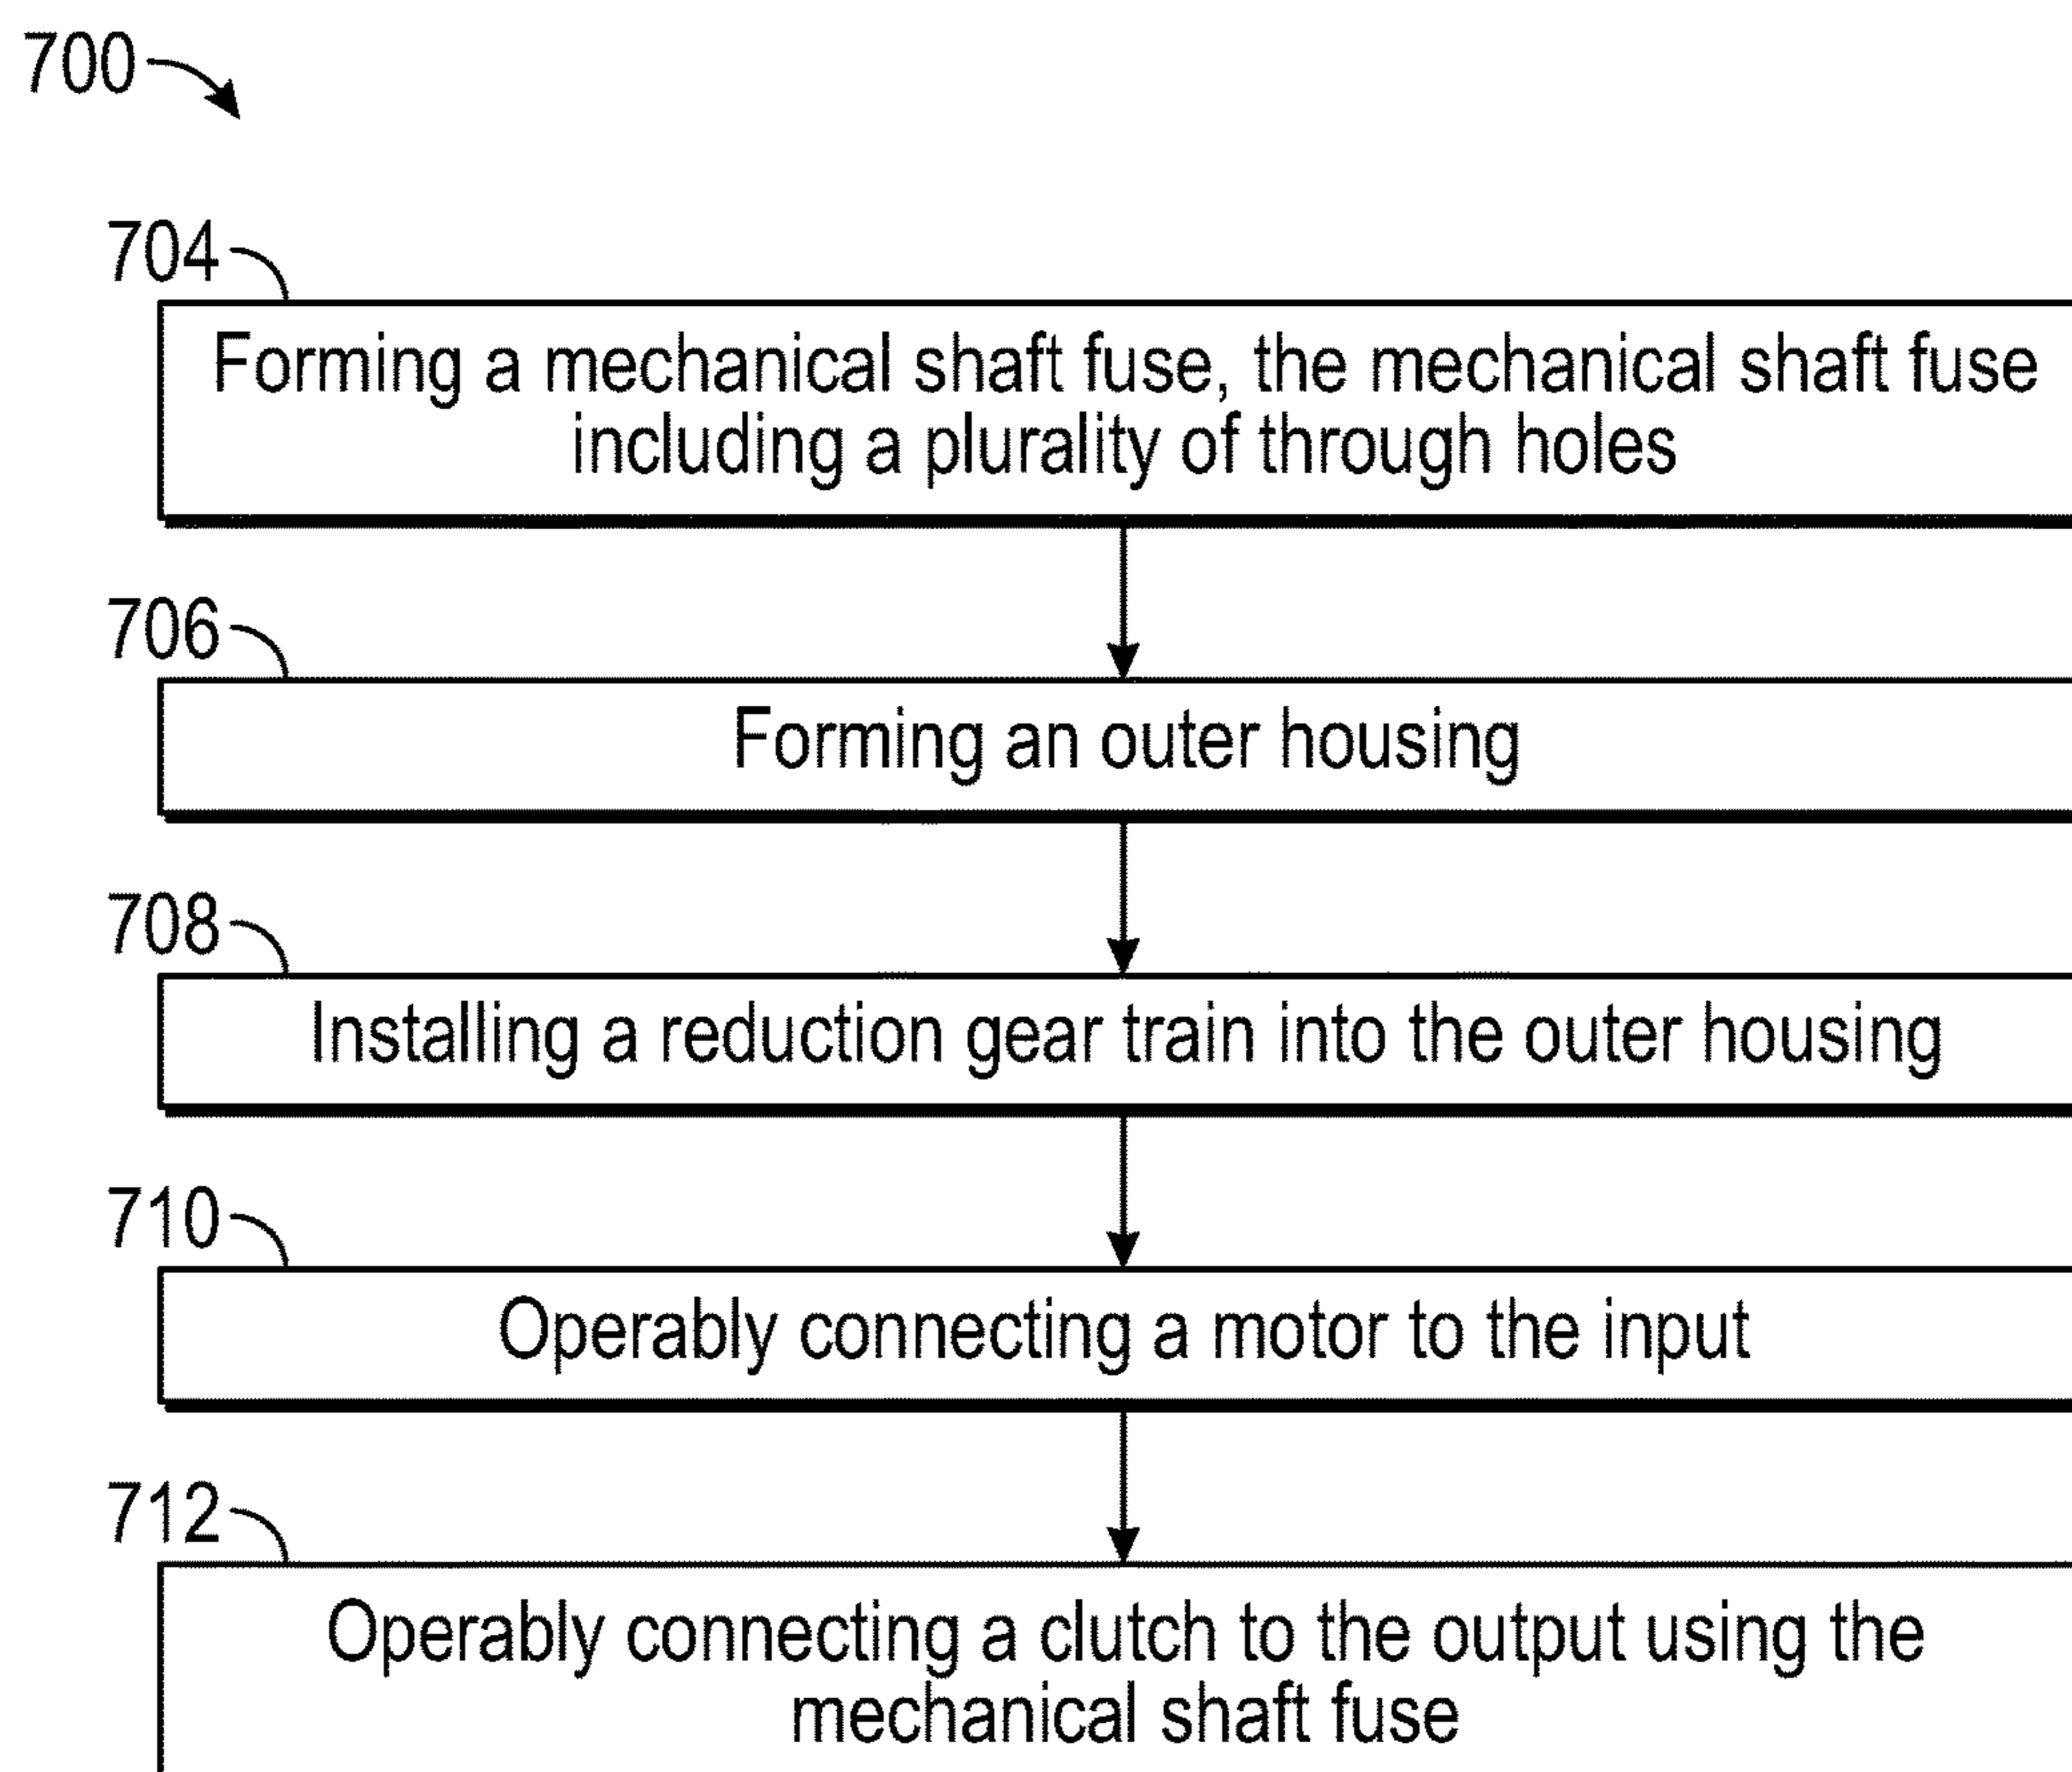 700
704
Forming a mechanical shaft fuse, the mechanical shaft fuse
including a plurality of through holes
706
Forming an outer housing
708
Installing a reduction gear train into the outer housing
710
Operably connecting a motor to the input
712
Operably connecting a clutch to the output using the
mechanical shaft fuse